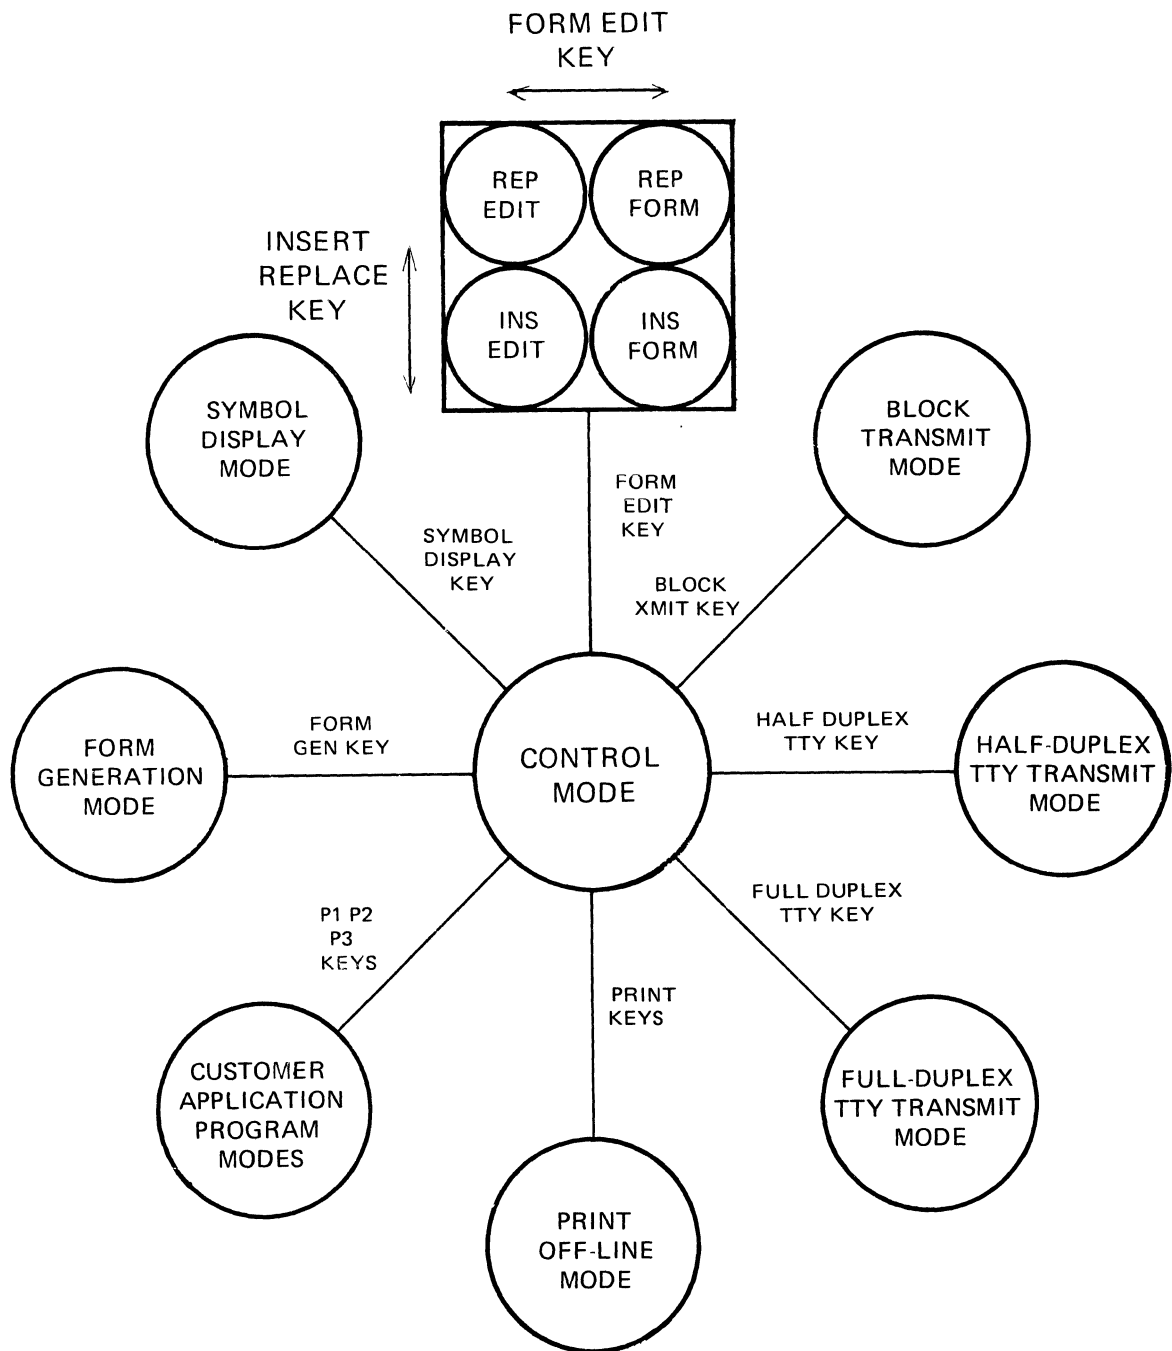 FORM EDIT
KEY
REP
EDIT
REP
FORM
INSERT
REPLACE
KEY
INS
EDIT
INS
FORM
SYMBOL
DISPLAY
MODE
BLOCK
TRANSMIT
MODE
FORM
EDIT
KEY
SYMBOL
DISPLAY
KEY
BLOCK
XMIT KEY
FORM
GENERATION
MODE
FORM
GEN KEY
CONTROL
MODE
HALF DUPLEX
TTY KEY
HALF-DUPLEX
TTY TRANSMIT
MODE
P1 P2
P3
KEYS
FULL DUPLEX
TTY KEY
PRINT
KEYS
CUSTOMER
APPLICATION
PROGRAM
MODES
FULL-DUPLEX
TTY TRANSMIT
MODE
PRINT
OFF-LINE
MODE